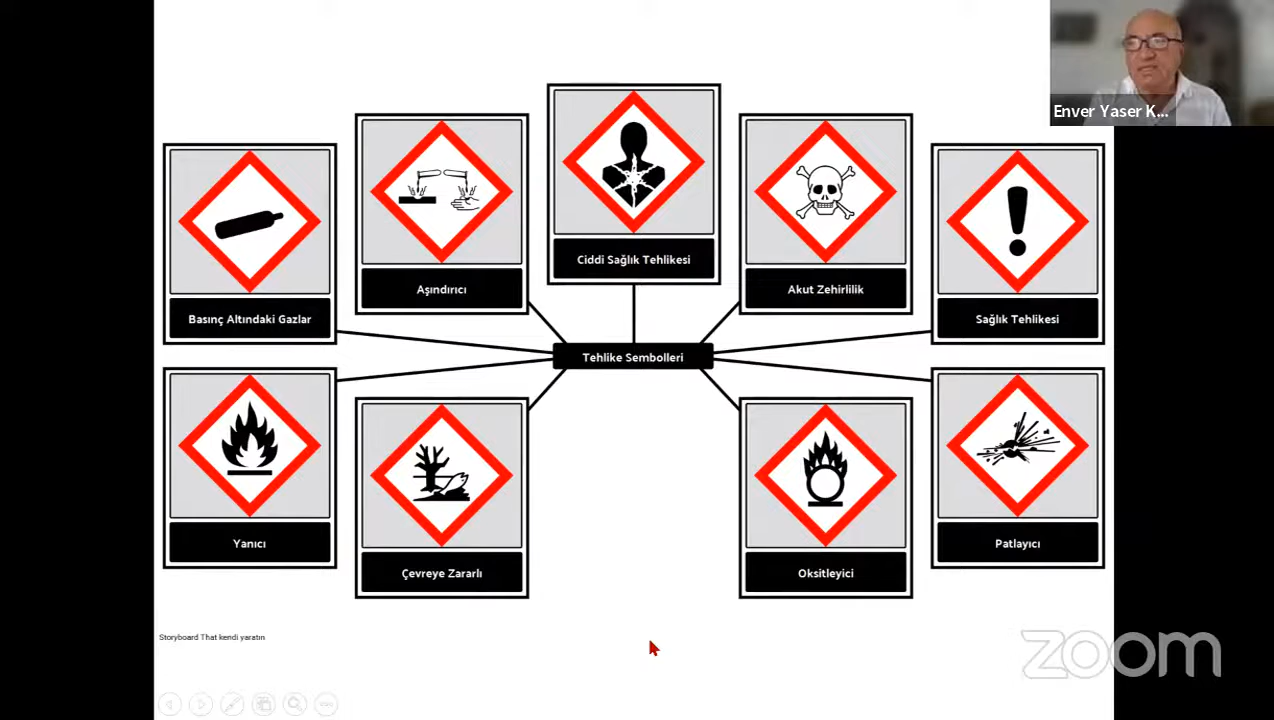 Enver Yaser K...
Ciddi Sağlık Tehlikesi
Aşındırıcı
Akut Zehirlilik
Basınç Altındaki Gazlar
Sağlık Tehlikesi
Tehlike Sembolleri
Yanıcı
Patlayıcı
Çevreye Zararlı
Oksitleyici
Storyboard That kendi yaratın
zoom